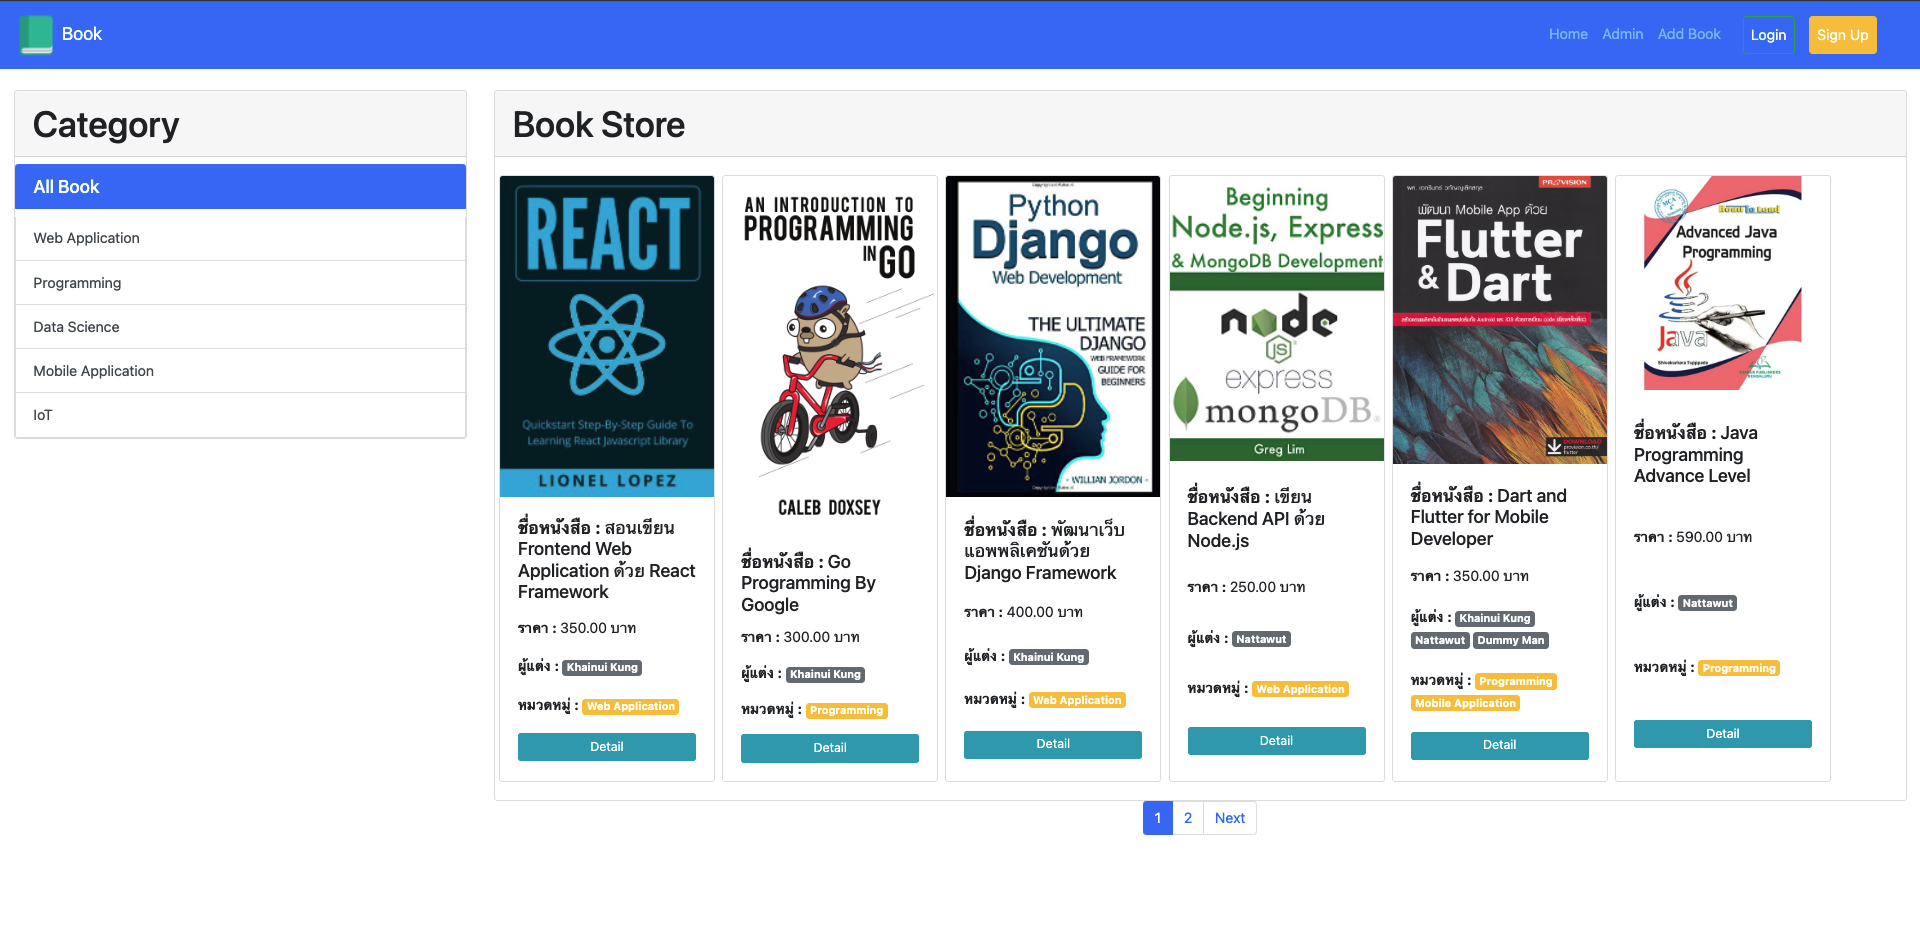 Book
Home
Admin
Add Book
Login
Sign Up
Category
All Book
Web Application
Programming
Data Science
Mobile Application
IoT
Book Store
REACT
Quickstart Step-By-Step Guide To
Learning React Javascript Library
LIONEL LOPEZ
ชื่อหนังสือ : สอนเขียน
Frontend Web
Application ด้วย React
Framework
ราคา : 350.00 บาท
ผู้แต่ง : Khainui Kung
หมวดหมู่ : Web Application
Detail
AN INTRODUCTION TO
PROGRAMMING
IN GO
CALEB DOXSEY
ชื่อหนังสือ : Go
Programming By
Google
ราคา : 300.00 บาท
ผู้แต่ง : Khainui Kung
หมวดหมู่ : Programming
Detail
Python
Django
Web Development
THE ULTIMATE
DJANGO
WEB FRAMEWORK
GUIDE FOR
BEGINNERS
- WILLIAN JORDON -
ชื่อหนังสือ : พัฒนาเว็บ
แอพพลิเคชันด้วย
Django Framework
ราคา : 400.00 บาท
ผู้แต่ง : Khainui Kung
หมวดหมู่ : Web Application
Detail
Beginning
Node.js, Express
& MongoDB Development
node
JS
express
mongoDB
Greg Lim
ชื่อหนังสือ : เขียน
Backend API ด้วย
Node.js
ราคา : 250.00 บาท
ผู้แต่ง : Nattawut
หมวดหมู่ : Web Application
Detail
PROVISION
พัฒนา Mobile App ด้วย
Flutter
& Dart
DOWNLOAD
ชื่อหนังสือ : Dart and
Flutter for Mobile
Developer
ราคา : 350.00 บาท
ผู้แต่ง : Khainui Kung
Nattawut Dummy Man
หมวดหมู่ : Programming
Mobile Application
Detail
MCA
Advanced Java
Programming
Java
ชื่อหนังสือ : Java
Programming
Advance Level
ราคา : 590.00 บาท
ผู้แต่ง : Nattawut
หมวดหมู่ : Programming
Detail
1
2
Next